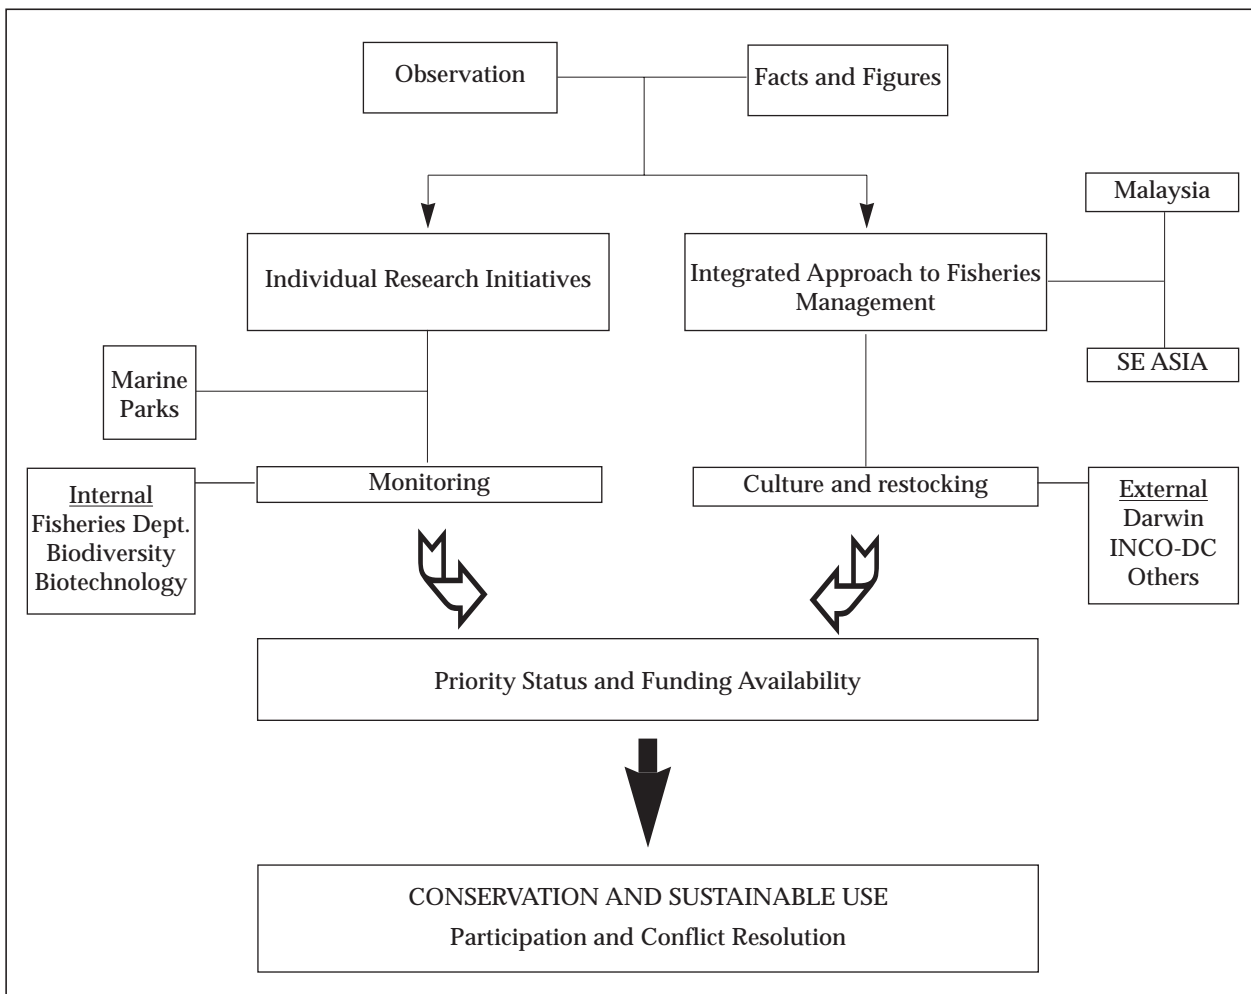 Observation
Facts and Figures
Malaysia
Individual Research Initiatives
Integrated Approach to Fisheries
Management
SE ASIA
Marine
Parks
Monitoring
Culture and restocking
Internal
Fisheries Dept.
Biodiversity
Biotechnology
External
Darwin
INCO-DC
Others
Priority Status and Funding Availability
CONSERVATION AND SUSTAINABLE USE
Participation and Conflict Resolution